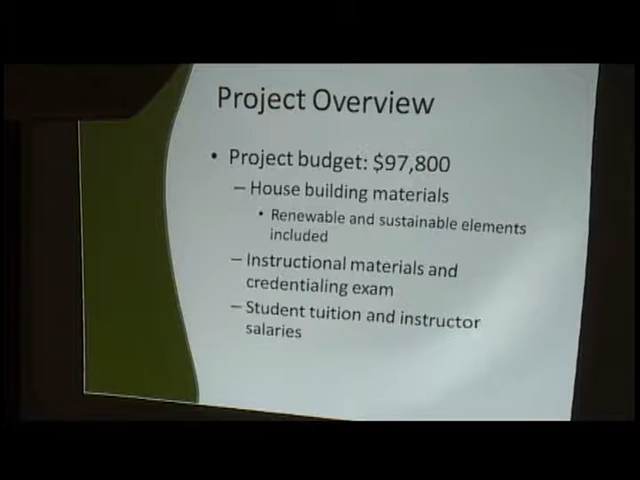 Project Overview
• Project budget: $97,800
– House building materials
• Renewable and sustainable elements
included
– Instructional materials and
credentialing exam
– Student tuition and instructor
salaries